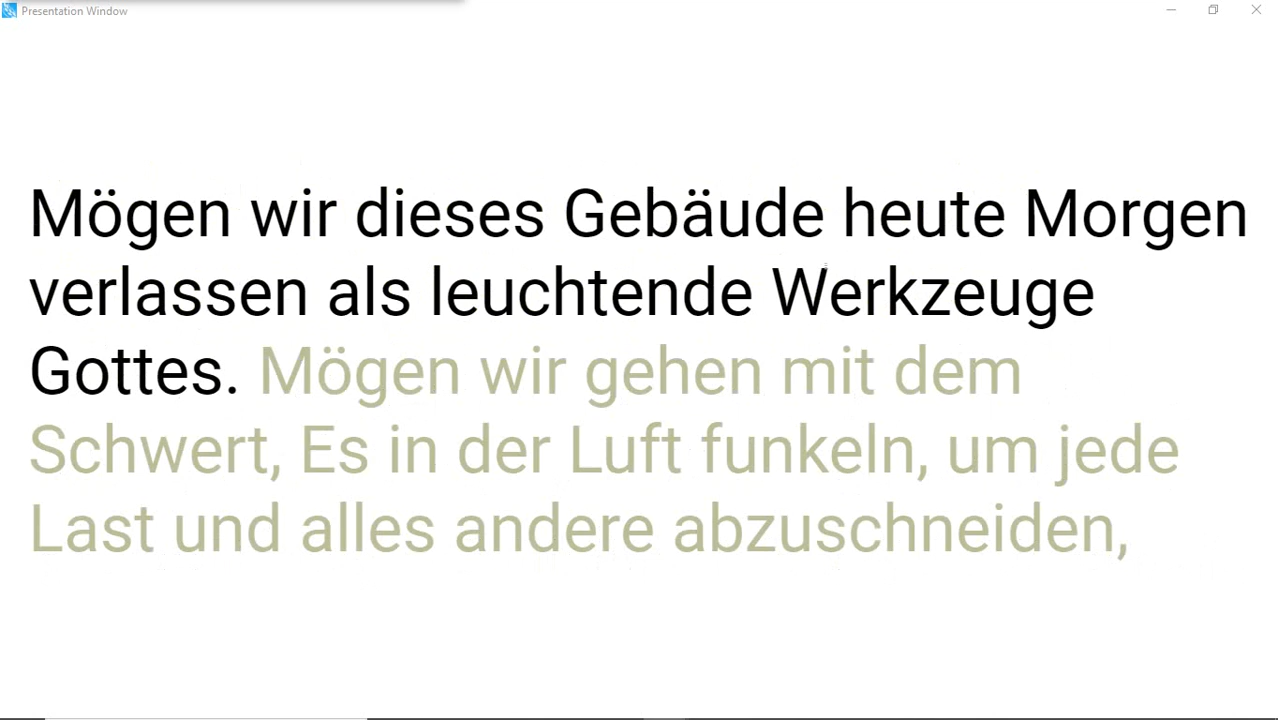 Presentation Window
Mögen wir dieses Gebäude heute Morgen
verlassen als leuchtende Werkzeuge
Gottes. Mögen wir gehen mit dem
Schwert, Es in der Luft funkeln, um jede
Last und alles andere abzuschneiden,